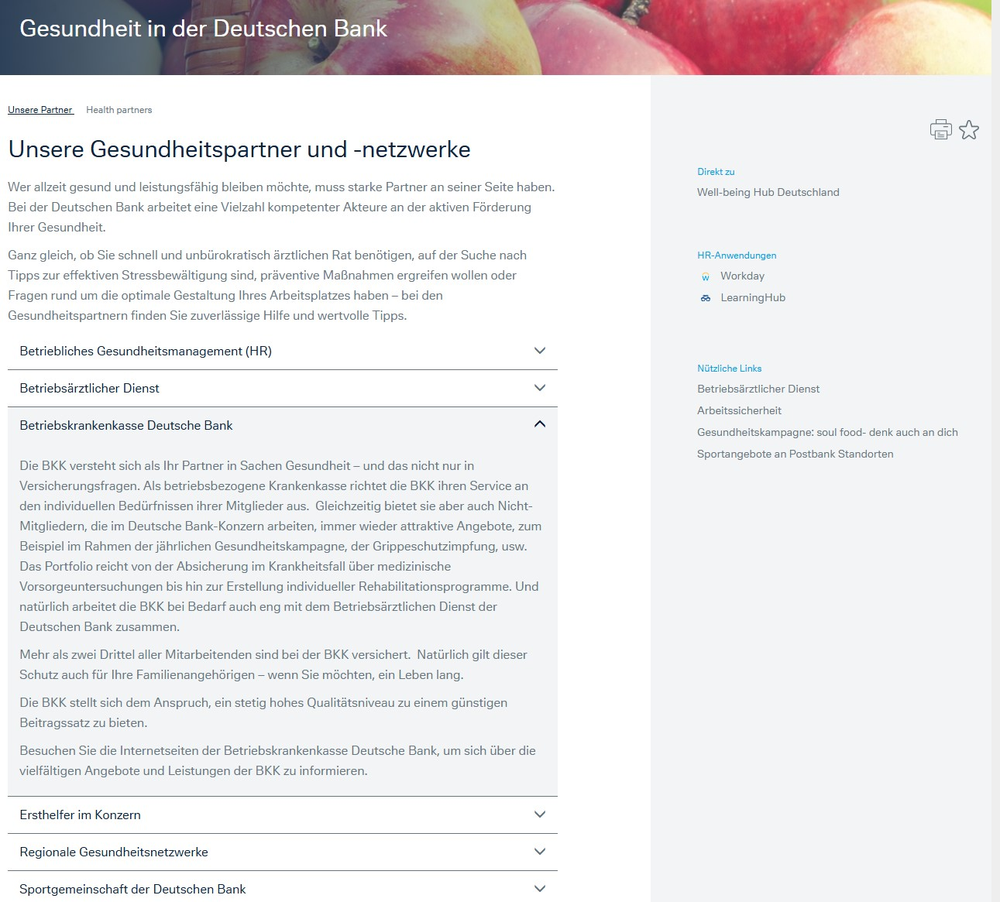 Gesundheit in der Deutschen Bank
Unsere Partner   Health partners
Unsere Gesundheitspartner und -netzwerke
Wer allzeit gesund und leistungsfähig bleiben möchte, muss starke Partner an seiner Seite haben.
Bei der Deutschen Bank arbeitet eine Vielzahl kompetenter Akteure an der aktiven Förderung
Ihrer Gesundheit.
Ganz gleich, ob Sie schnell und unbürokratisch ärztlichen Rat benötigen, auf der Suche nach
Tipps zur effektiven Stressbewältigung sind, präventive Maßnahmen ergreifen wollen oder
Fragen rund um die optimale Gestaltung Ihres Arbeitsplatzes haben – bei den
Gesundheitspartnern finden Sie zuverlässige Hilfe und wertvolle Tipps.
Betriebliches Gesundheitsmanagement (HR)
Betriebsärztlicher Dienst
Betriebskrankenkasse Deutsche Bank
Die BKK versteht sich als Ihr Partner in Sachen Gesundheit – und das nicht nur in
Versicherungsfragen. Als betriebsbezogene Krankenkasse richtet die BKK ihren Service an
den individuellen Bedürfnissen ihrer Mitglieder aus.  Gleichzeitig bietet sie aber auch Nicht-
Mitgliedern, die im Deutsche Bank-Konzern arbeiten, immer wieder attraktive Angebote, zum
Beispiel im Rahmen der jährlichen Gesundheitskampagne, der Grippeschutzimpfung, usw.
Das Portfolio reicht von der Absicherung im Krankheitsfall über medizinische
Vorsorgeuntersuchungen bis hin zur Erstellung individueller Rehabilitationsprogramme. Und
natürlich arbeitet die BKK bei Bedarf auch eng mit dem Betriebsärztlichen Dienst der
Deutschen Bank zusammen.
Mehr als zwei Drittel aller Mitarbeitenden sind bei der BKK versichert.  Natürlich gilt dieser
Schutz auch für Ihre Familienangehörigen – wenn Sie möchten, ein Leben lang.
Die BKK stellt sich dem Anspruch, ein stetig hohes Qualitätsniveau zu einem günstigen
Beitragssatz zu bieten.
Besuchen Sie die Internetseiten der Betriebskrankenkasse Deutsche Bank, um sich über die
vielfältigen Angebote und Leistungen der BKK zu informieren.
Ersthelfer im Konzern
Regionale Gesundheitsnetzwerke
Sportgemeinschaft der Deutschen Bank
Direkt zu
Well-being Hub Deutschland
HR-Anwendungen
Workday
LearningHub
Nützliche Links
Betriebsärztlicher Dienst
Arbeitssicherheit
Gesundheitskampagne: soul food- denk auch an dich
Sportangebote an Postbank Standorten